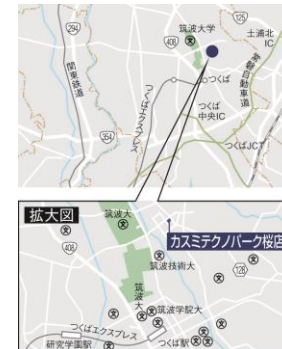 125
294
408
筑波大学
土浦北
IC
関東鉄道
常磐自動車道
つくば
つくばエクスプレス
つくば
中央IC
354
つくばJCT
拡大図
筑波大
カスミテクノパーク桜店
408
筑波技術大
128
筑波大
筑波学院大
つくばエクスプレス
つくば駅
研究学園駅